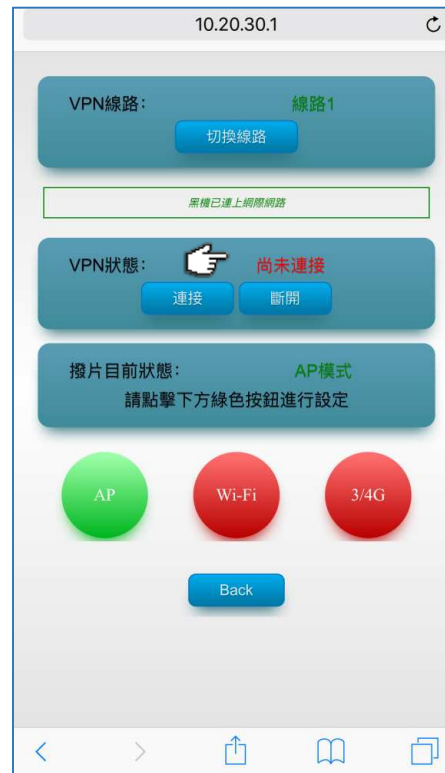 10.20.30.1
VPN線路： 線路1
切換線路
黑機已連上網際網路
VPN狀態： 尚未連接
連接 斷開
撥片目前狀態： AP模式
請點擊下方綠色按鈕進行設定
AP Wi-Fi 3/4G
Back